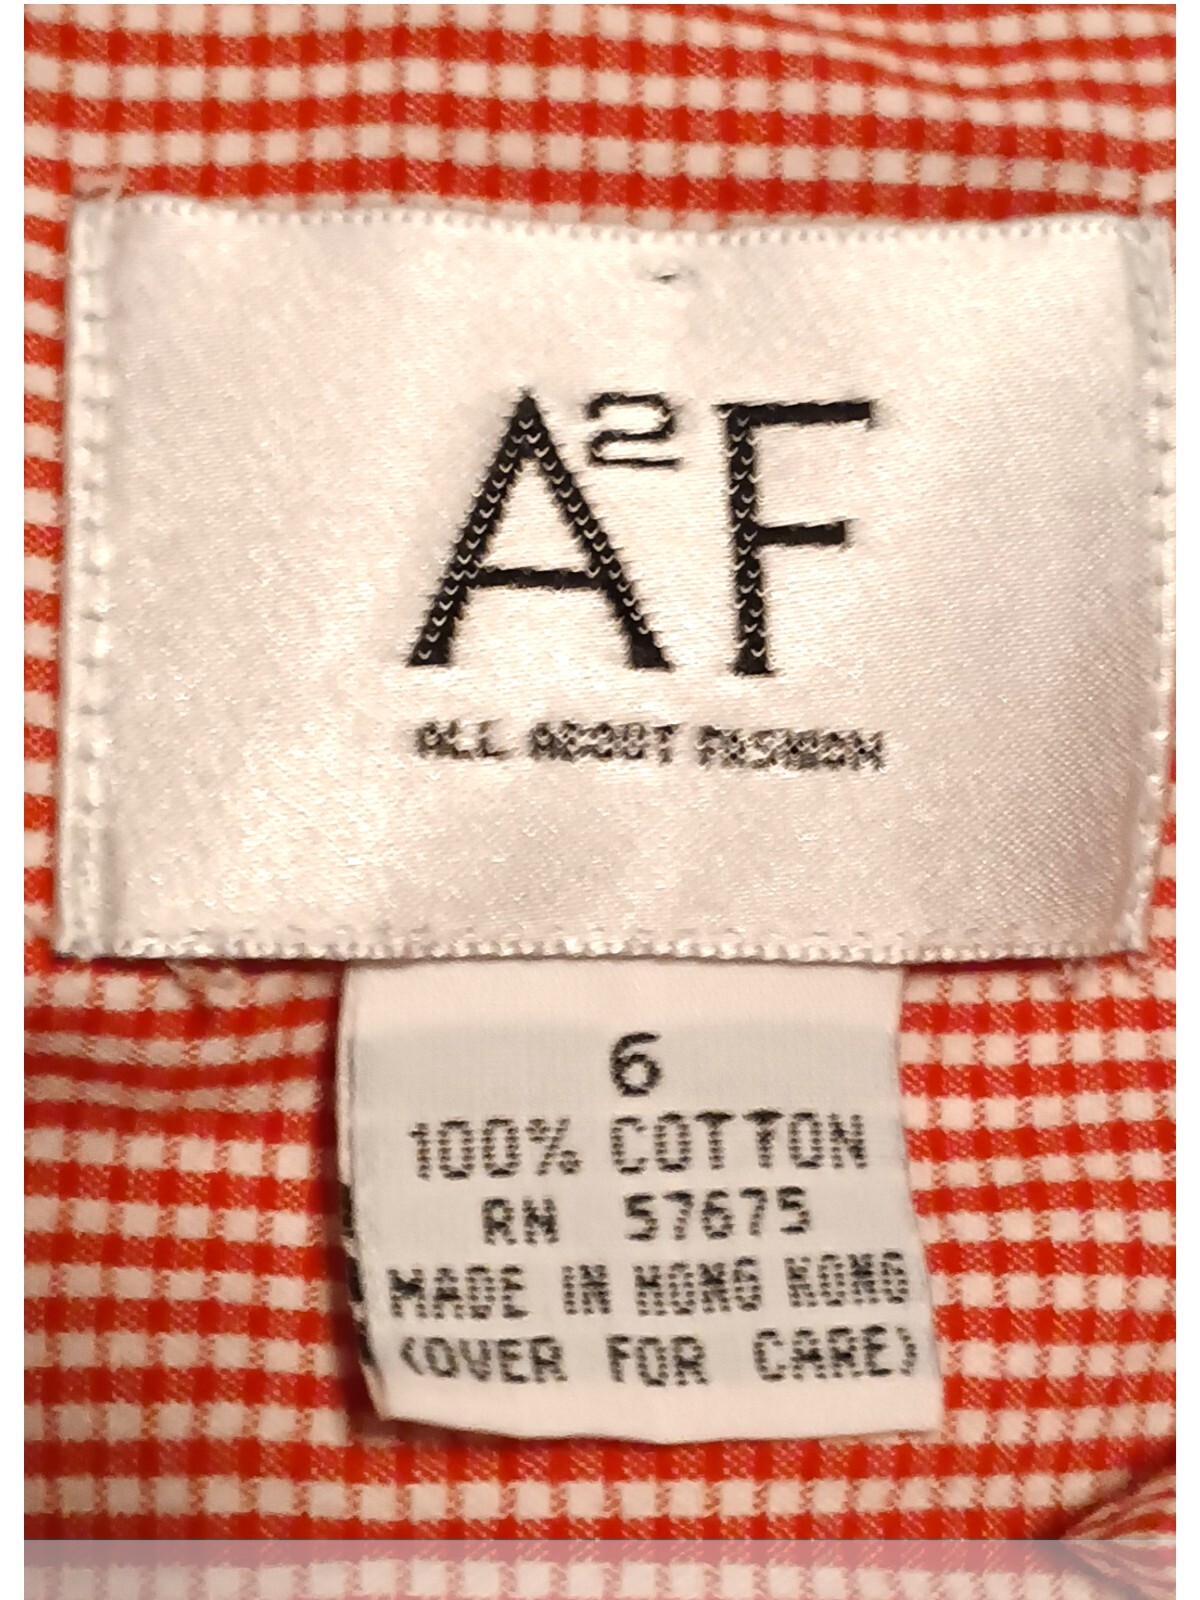 A²F
ALL ABOUT FASHION
6
100% COTTON
RN 57675
MADE IN HONG KONG
(OVER FOR CARE)